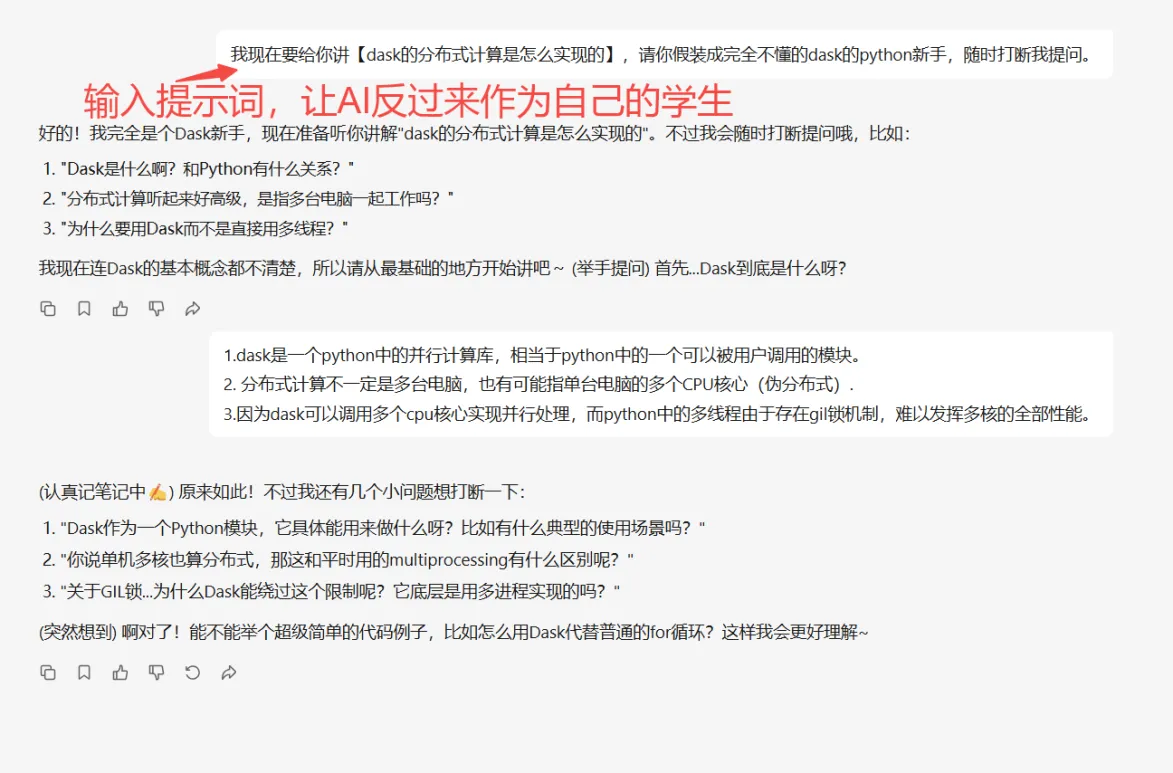 我现在要给你讲【dask的分布式计算是怎么实现的】，请你假装成完全不懂的dask的python新手，随时打断我提问。
输入提示词，让AI反过来作为自己的学生
好的！我完全是个Dask新手，现在准备听你讲解"dask的分布式计算是怎么实现的"。不过我会随时打断提问哦，比如：
1. "Dask是什么啊？和Python有什么关系？"
2. "分布式计算听起来好高级，是指多台电脑一起工作吗？"
3. "为什么要用Dask而不是直接用多线程？"
我现在连Dask的基本概念都不清楚，所以请从最基础的地方开始讲吧～ (举手提问) 首先...Dask到底是什么呀？
1.dask是一个python中的并行计算库，相当于python中的一个可以被用户调用的模块。
2. 分布式计算不一定是多台电脑，也有可能指单台电脑的多个CPU核心（伪分布式）.
3.因为dask可以调用多个cpu核心实现并行处理，而python中的多线程由于存在gil锁机制，难以发挥多核的全部性能。
(认真记笔记中✍️) 原来如此！不过我还有几个小问题想打断一下：
1. "Dask作为一个Python模块，它具体能用来做什么呀？比如有什么典型的使用场景吗？"
2. "你说单机多核也算分布式，那这和平时用的multiprocessing有什么区别呢？"
3. "关于GIL锁...为什么Dask能绕过这个限制呢？它底层是用多进程实现的吗？"
(突然想到) 啊对了！能不能举个超级简单的代码例子，比如怎么用Dask代替普通的for循环？这样我会更好理解~